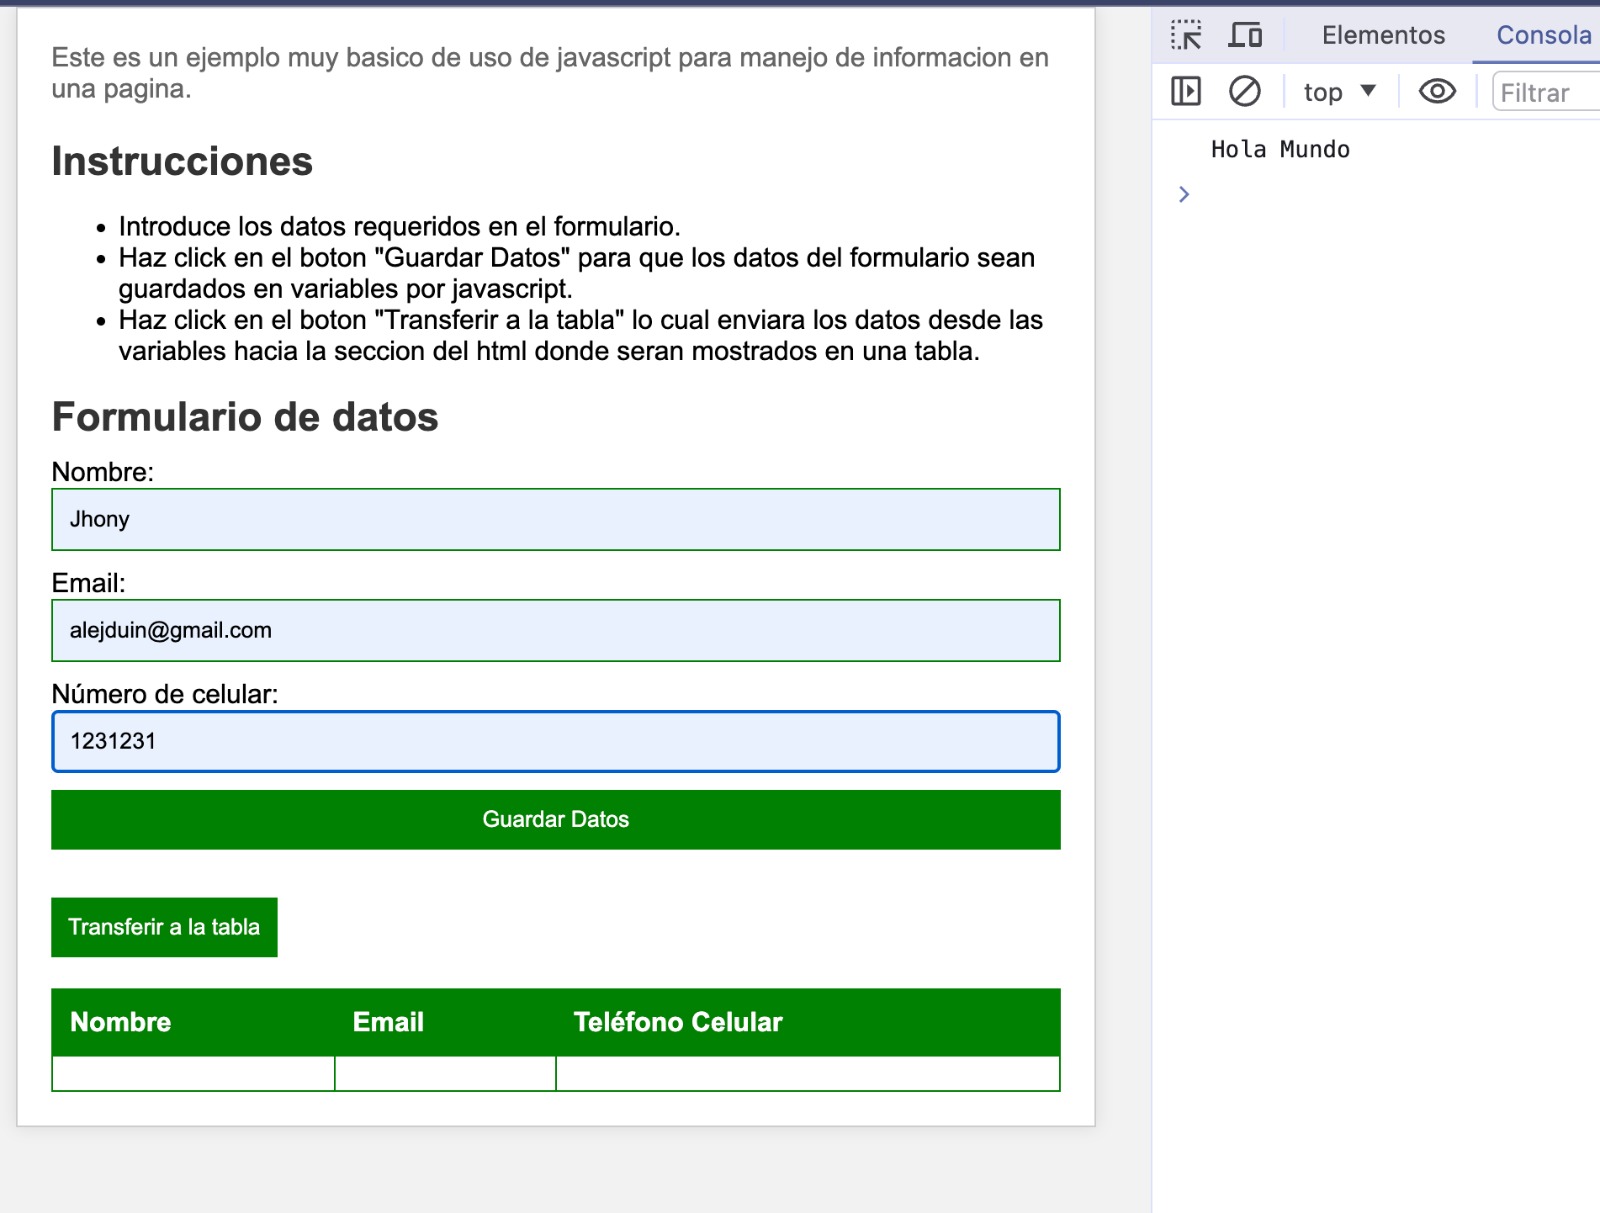 Este es un ejemplo muy basico de uso de javascript para manejo de informacion en
una pagina.
Instrucciones
Introduce los datos requeridos en el formulario.
Haz click en el boton "Guardar Datos" para que los datos del formulario sean
guardados en variables por javascript.
Haz click en el boton "Transferir a la tabla" lo cual enviara los datos desde las
variables hacia la seccion del html donde seran mostrados en una tabla.
Formulario de datos
Nombre:
Jhony
Email:
alejduin@gmail.com
Número de celular:
1231231
Guardar Datos
Transferir a la tabla
Nombre Email Teléfono Celular
Elementos Consola
top Filtrar
Hola Mundo